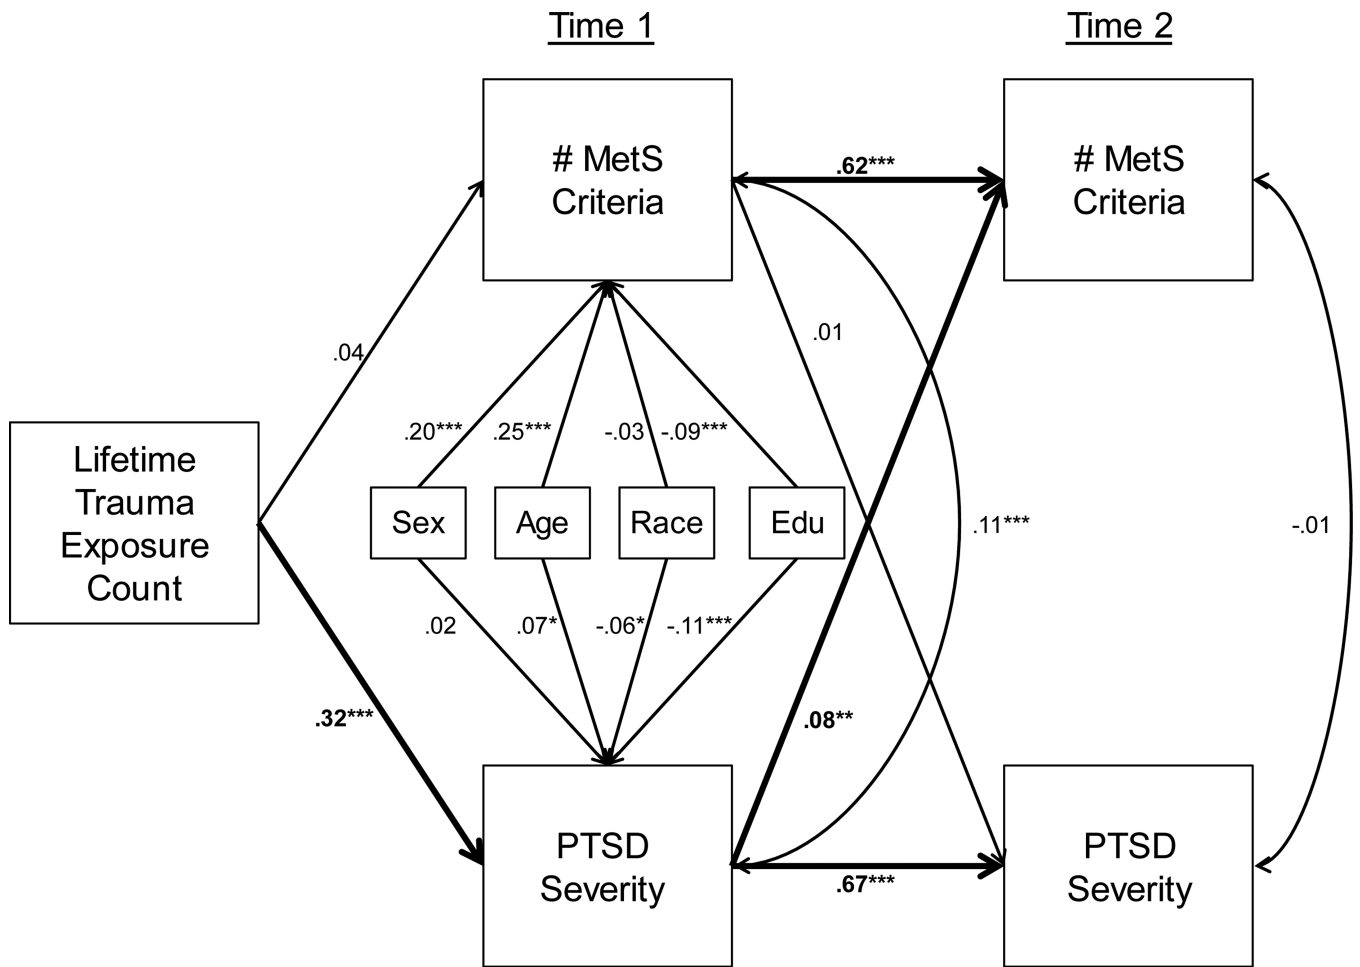 Time 1
Time 2
# MetS
Criteria
# MetS
Criteria
.62***
.04
.01
.20***
.25***
-.03
-.09***
Lifetime
Trauma
Exposure
Count
Sex
Age
Race
Edu
.11***
-.01
.02
.07*
-.06*
-.11***
.32***
.08**
PTSD
Severity
PTSD
Severity
.67***